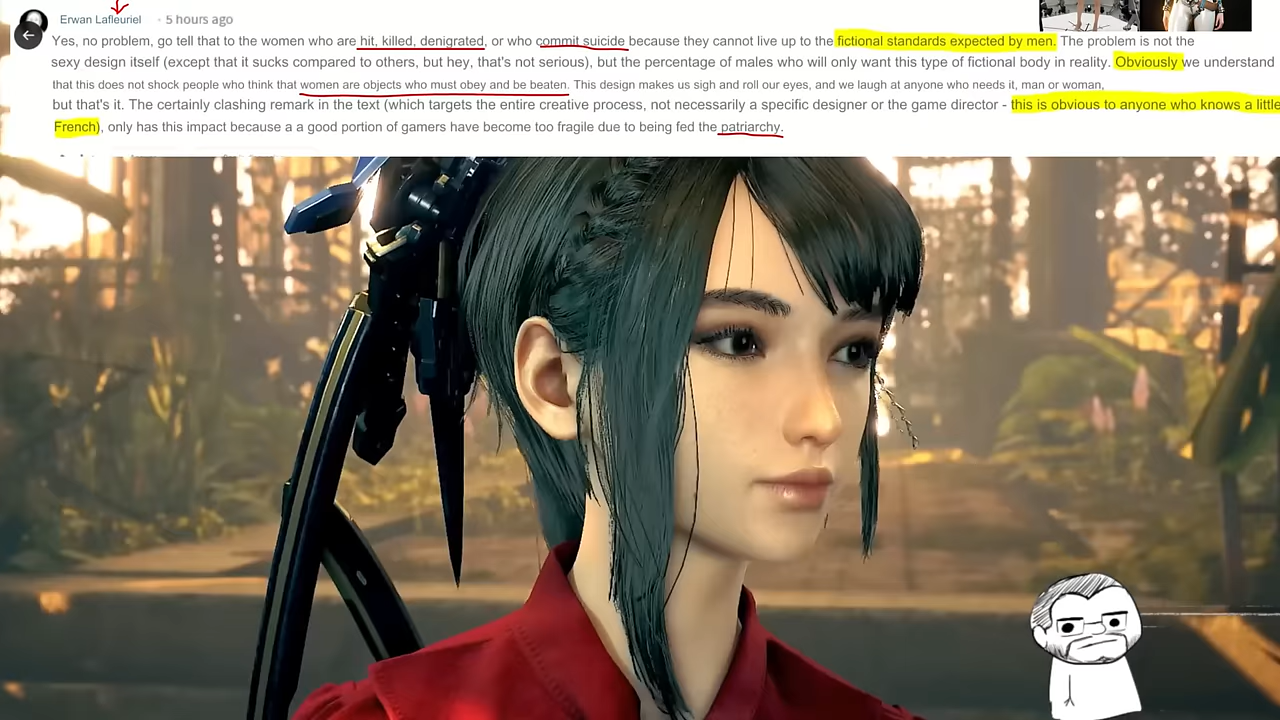 Erwan Lafleuriel · 5 hours ago
Yes, no problem; go tell that to the women who are hit, killed, denigrated, or who commit suicide because they cannot live up to the fictional standards expected by men. The problem is not the
sexy design itself (except that it sucks compared to others, but hey, that's not serious), but the percentage of males who will only want this type of fictional body in reality. Obviously we understand
that this does not shock people who think that women are objects who must obey and be beaten. This design makes us sigh and roll our eyes, and we laugh at anyone who needs it, man or woman,
but that's it. The certainly clashing remark in the text (which targets the entire creative process, not necessarily a specific designer or the game director - this is obvious to anyone who knows a little
French), only has this impact because a a good portion of gamers have become too fragile due to being fed the patriarchy.